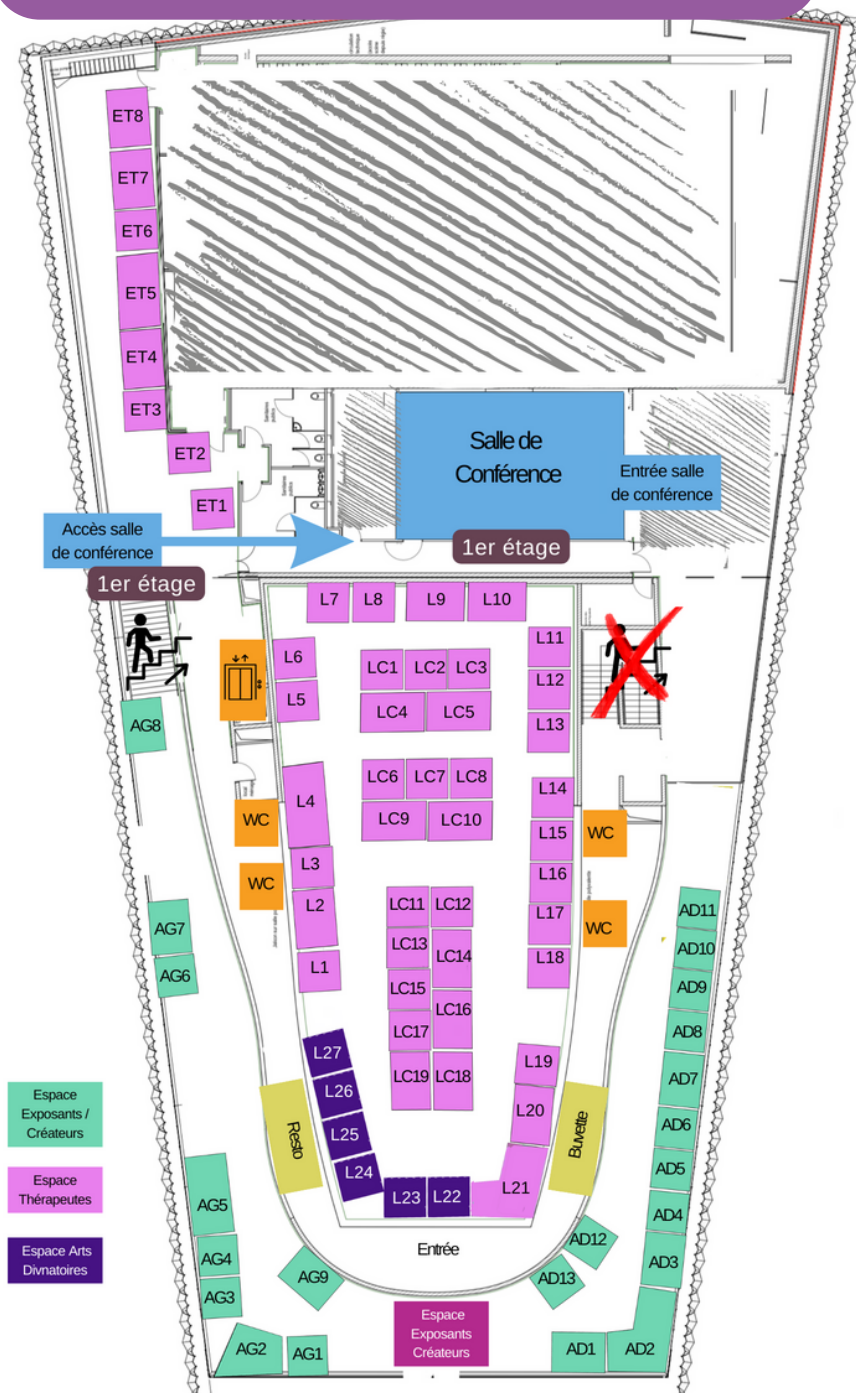 ET8
ET7
ET6
ET5
ET4
ET3
ET2
ET1
Sanitaires
publics
Sanitaires
publics
Salle de
Conférence
Entrée salle
de conférence
Accès salle
de conférence
1er étage
1er étage
L7 L8 L9 L10
L6
L5
L4
L3
L2
L1
LC1 LC2 LC3
LC4 LC5
LC6 LC7 LC8
LC9 LC10
LC11 LC12
LC13
LC14
LC15
LC16
LC17
LC19 LC18
L11
L12
L13
L14
L15
L16
L17
L18
L19
L20
L21
L27
L26
L25
L24
L23 L22
WC
WC
WC
WC
AG8
AG7
AG6
AG5
AG4
AG3
AG2
AG1
AG9
AD11
AD10
AD9
AD8
AD7
AD6
AD5
AD4
AD3
AD12
AD13
AD1
AD2
Resto
Buvette
Entrée
Espace
Exposants
Créateurs
Espace
Exposants /
Créateurs
Espace
Thérapeutes
Espace Arts
Divnatoires